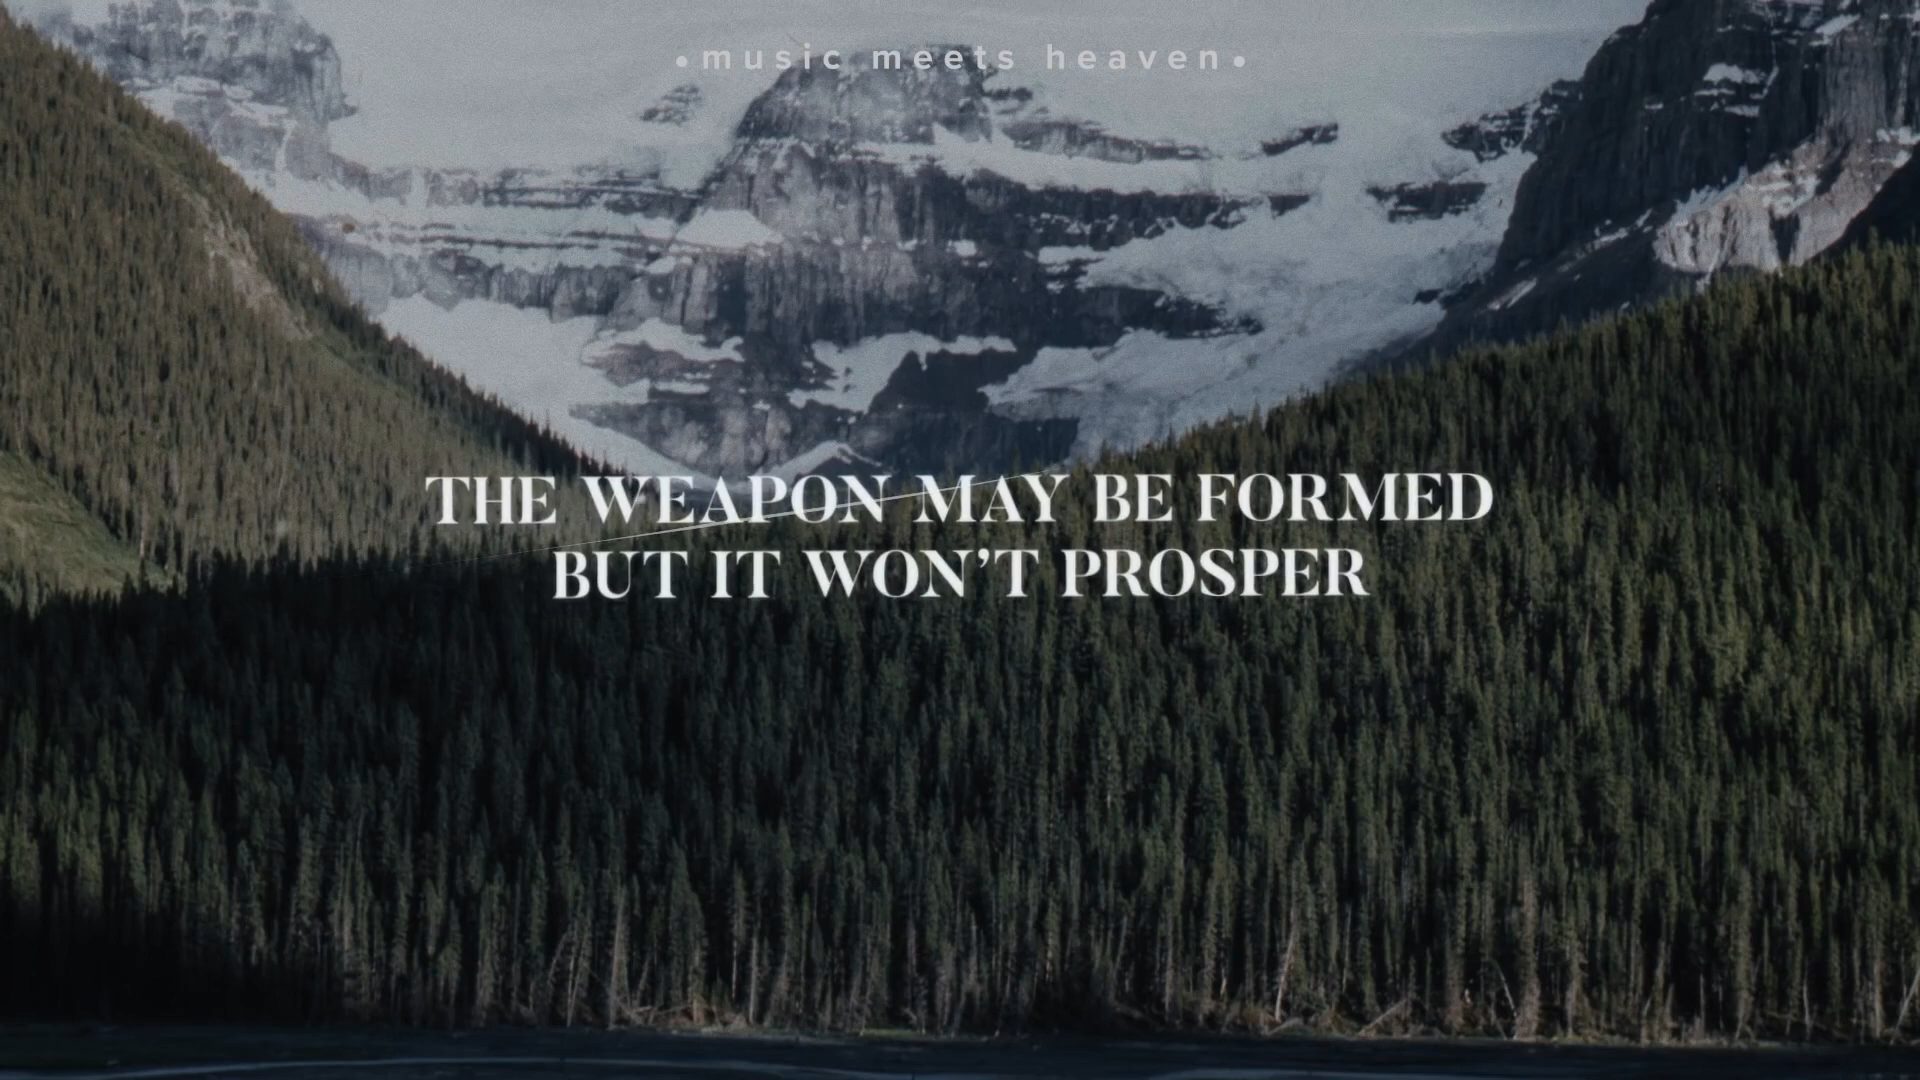 •music meets heaven•
THE WEAPON MAY BE FORMED
BUT IT WON’T PROSPER